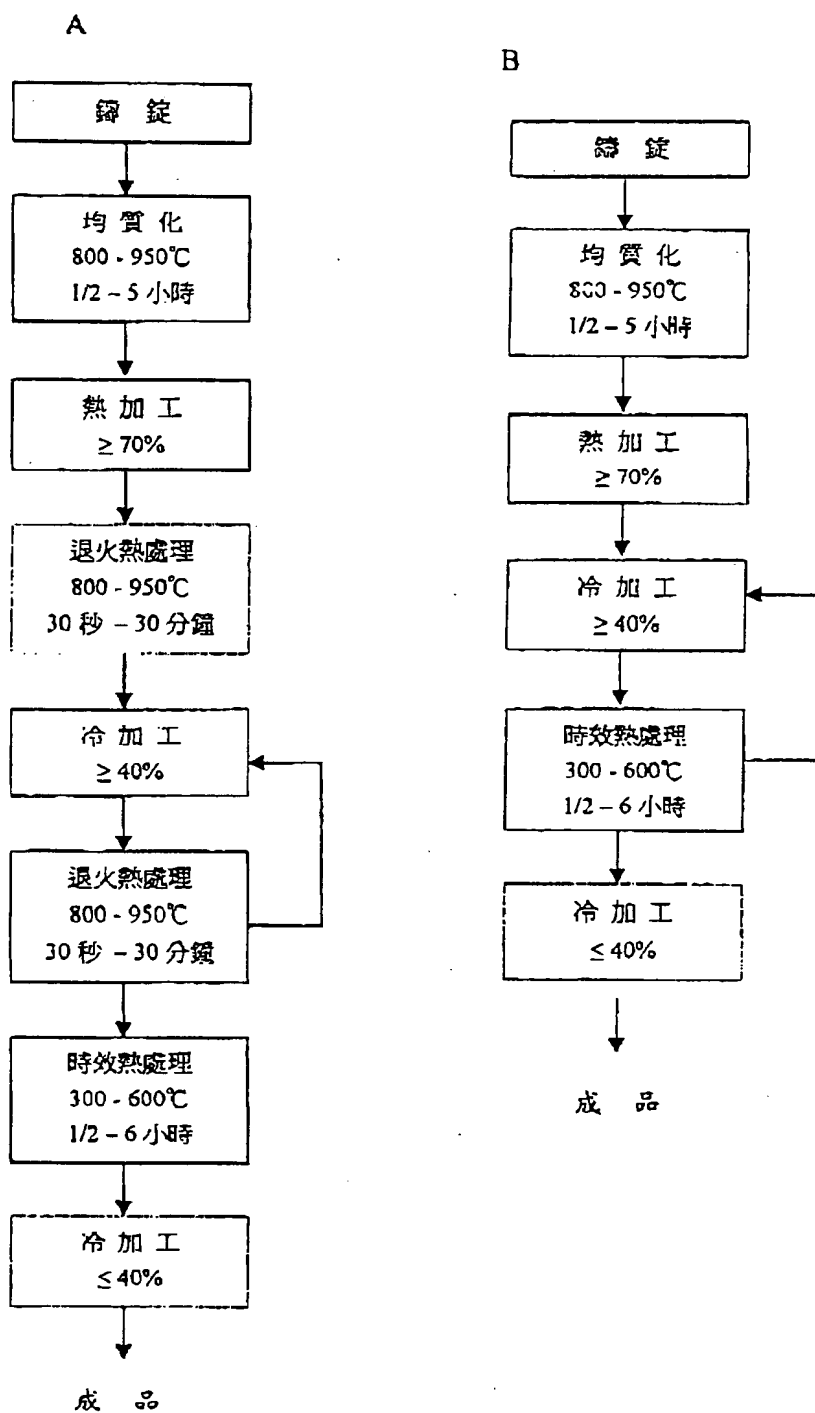 A
鑄 錠
均 質 化
800 - 950℃
1/2 – 5 小時
熱 加 工
≥ 70%
退火熱處理
800 - 950℃
30 秒 – 30 分鐘
冷 加 工
≥ 40%
退火熱處理
800 - 950℃
30 秒 – 30 分鐘
時效熱處理
300 - 600℃
1/2 – 6 小時
冷 加 工
≤ 40%
成 品
B
鑄 錠
均 質 化
800 - 950℃
1/2 – 5 小時
熱 加 工
≥ 70%
冷 加 工
≥ 40%
時效熱處理
300 - 600℃
1/2 – 6 小時
冷 加 工
≤ 40%
成 品